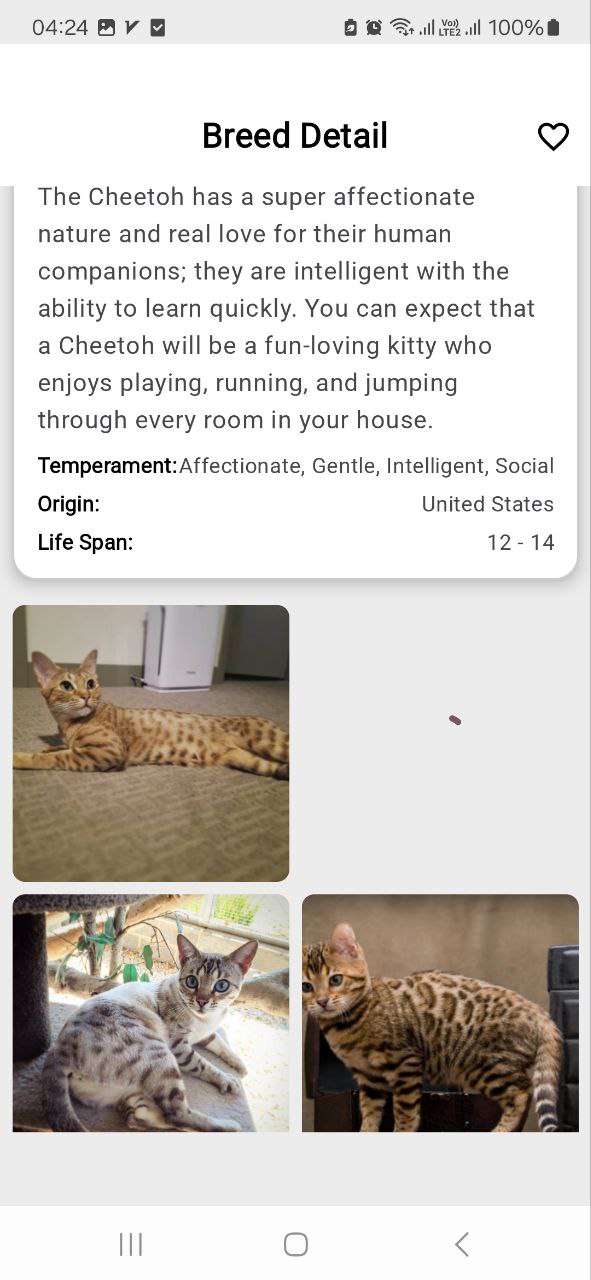 04:24
Vo)) LTE2
100%
Breed Detail
The Cheetoh has a super affectionate
nature and real love for their human
companions; they are intelligent with the
ability to learn quickly. You can expect that
a Cheetoh will be a fun-loving kitty who
enjoys playing, running, and jumping
through every room in your house.
Temperament: Affectionate, Gentle, Intelligent, Social
Origin: United States
Life Span: 12 - 14